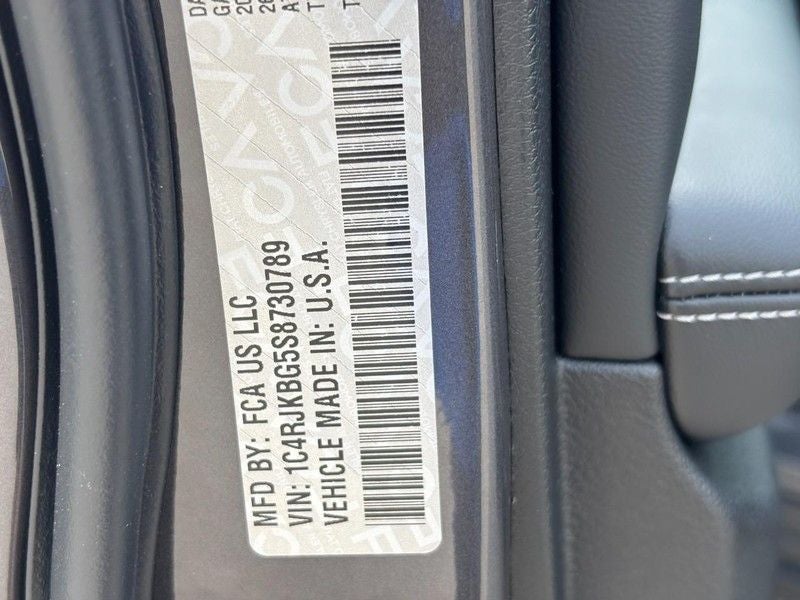 MFD BY: FCA US LLC
VIN: 1C4RJKBG5S8730789
VEHICLE MADE IN: U.S.A.